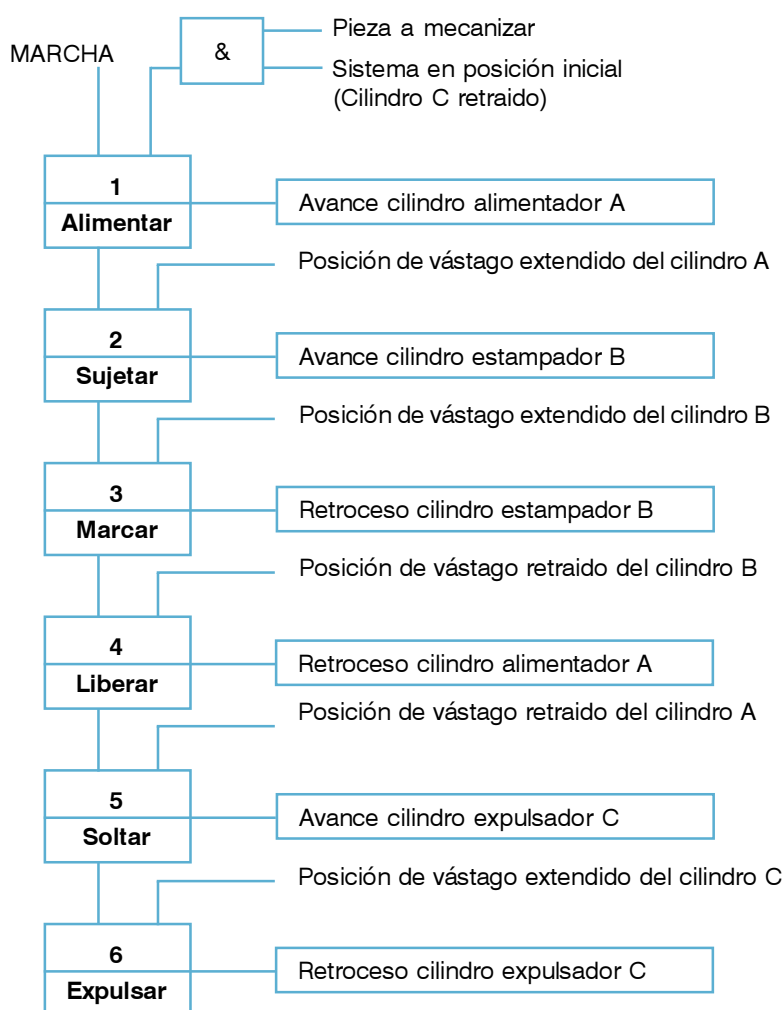 MARCHA
&
Pieza a mecanizar
Sistema en posición inicial
(Cilindro C retraido)
1
Alimentar
Avance cilindro alimentador A
Posición de vástago extendido del cilindro A
2
Sujetar
Avance cilindro estampador B
Posición de vástago extendido del cilindro B
3
Marcar
Retroceso cilindro estampador B
Posición de vástago retraido del cilindro B
4
Liberar
Retroceso cilindro alimentador A
Posición de vástago retraido del cilindro A
5
Soltar
Avance cilindro expulsador C
Posición de vástago extendido del cilindro C
6
Expulsar
Retroceso cilindro expulsador C